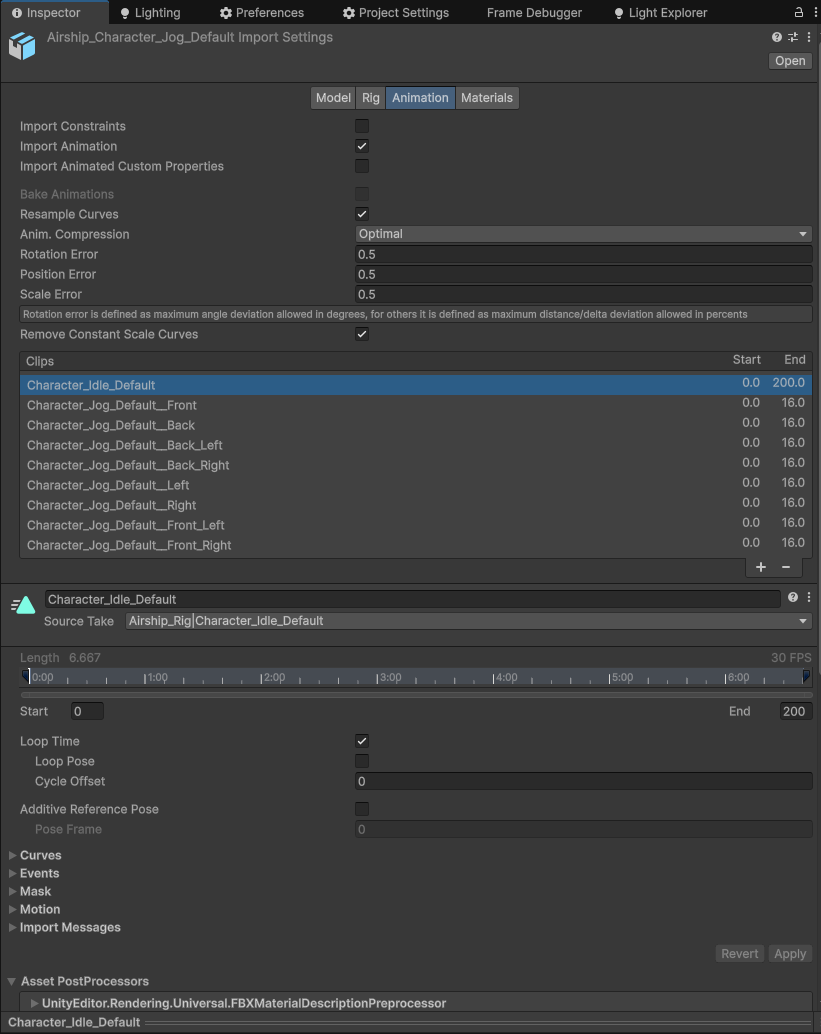 Inspector Lighting Preferences Project Settings Frame Debugger Light Explorer
Airship_Character_Jog_Default Import Settings
Open
Model Rig Animation Materials
Import Constraints
Import Animation
Import Animated Custom Properties
Bake Animations
Resample Curves
Anim. Compression Optimal
Rotation Error 0.5
Position Error 0.5
Scale Error 0.5
Rotation error is defined as maximum angle deviation allowed in degrees, for others it is defined as maximum distance/delta deviation allowed in percents
Remove Constant Scale Curves
Clips Start End
Character_Idle_Default 0.0 200.0
Character_Jog_Default__Front 0.0 16.0
Character_Jog_Default__Back 0.0 16.0
Character_Jog_Default__Back_Left 0.0 16.0
Character_Jog_Default__Back_Right 0.0 16.0
Character_Jog_Default__Left 0.0 16.0
Character_Jog_Default__Right 0.0 16.0
Character_Jog_Default__Front_Left 0.0 16.0
Character_Jog_Default__Front_Right 0.0 16.0
+ −
Character_Idle_Default
Source Take Airship_Rig|Character_Idle_Default
Length 6.667 30 FPS
0:00 1:00 2:00 3:00 4:00 5:00 6:00
Start 0 End 200
Loop Time
Loop Pose
Cycle Offset 0
Additive Reference Pose
Pose Frame 0
Curves
Events
Mask
Motion
Import Messages
Revert Apply
Asset PostProcessors
UnityEditor.Rendering.Universal.FBXMaterialDescriptionPreprocessor
Character_Idle_Default